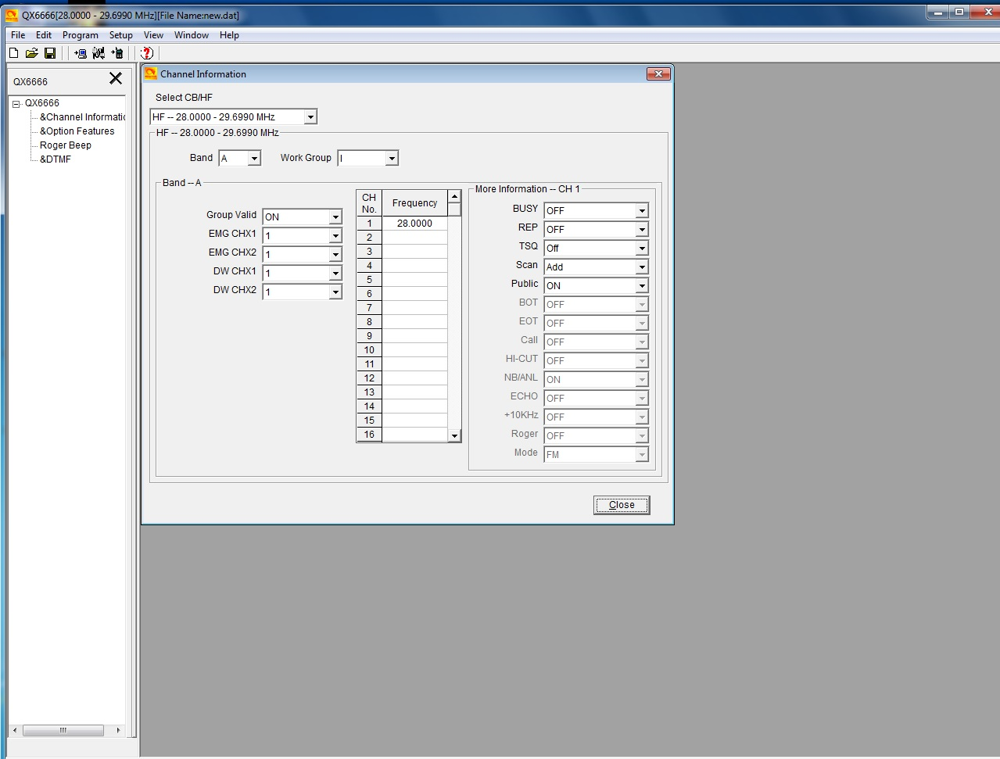 QX6666[28.0000 - 29.6990 MHz][File Name:new.dat]
File Edit Program Setup View Window Help
QX6666
QX6666
&Channel Informatic
&Option Features
Roger Beep
&DTMF
Channel Information
Select CB/HF
HF -- 28.0000 - 29.6990 MHz
HF -- 28.0000 - 29.6990 MHz
Band A Work Group I
Band -- A
Group Valid ON
EMG CHX1 1
EMG CHX2 1
DW CHX1 1
DW CHX2 1
CH No. Frequency
1 28.0000
2
3
4
5
6
7
8
9
10
11
12
13
14
15
16
More Information -- CH 1
BUSY OFF
REP OFF
TSQ Off
Scan Add
Public ON
BOT OFF
EOT OFF
Call OFF
HI-CUT OFF
NB/ANL ON
ECHO OFF
+10KHz OFF
Roger OFF
Mode FM
Close